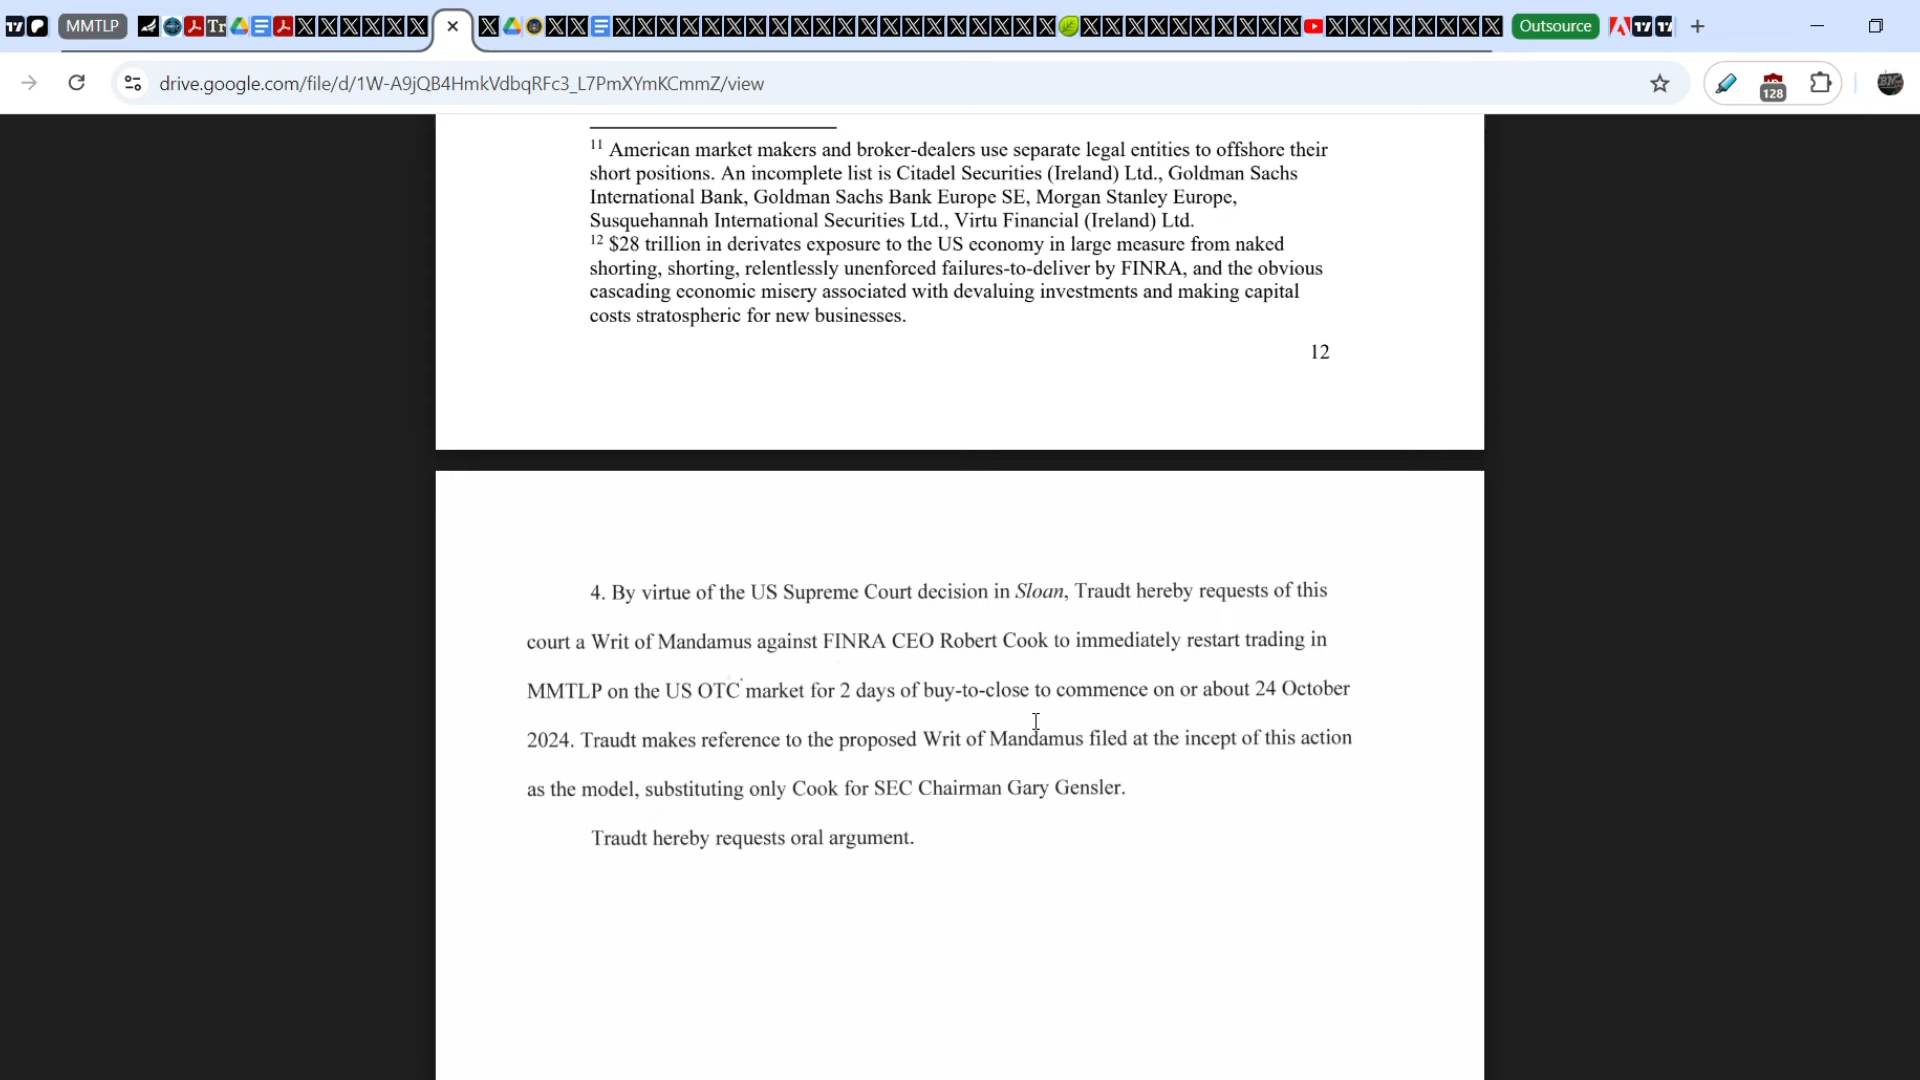 MMTLP
Outsource
drive.google.com/file/d/1W-A9jQB4HmkVdbqRFc3_L7PmXYmKCmmZ/view
128
11 American market makers and broker-dealers use separate legal entities to offshore their
short positions. An incomplete list is Citadel Securities (Ireland) Ltd., Goldman Sachs
International Bank, Goldman Sachs Bank Europe SE, Morgan Stanley Europe,
Susquehannah International Securities Ltd., Virtu Financial (Ireland) Ltd.
12 $28 trillion in derivates exposure to the US economy in large measure from naked
shorting, shorting, relentlessly unenforced failures-to-deliver by FINRA, and the obvious
cascading economic misery associated with devaluing investments and making capital
costs stratospheric for new businesses.
12
4. By virtue of the US Supreme Court decision in Sloan, Traudt hereby requests of this
court a Writ of Mandamus against FINRA CEO Robert Cook to immediately restart trading in
MMTLP on the US OTC market for 2 days of buy-to-close to commence on or about 24 October
2024. Traudt makes reference to the proposed Writ of Mandamus filed at the incept of this action
as the model, substituting only Cook for SEC Chairman Gary Gensler.
Traudt hereby requests oral argument.